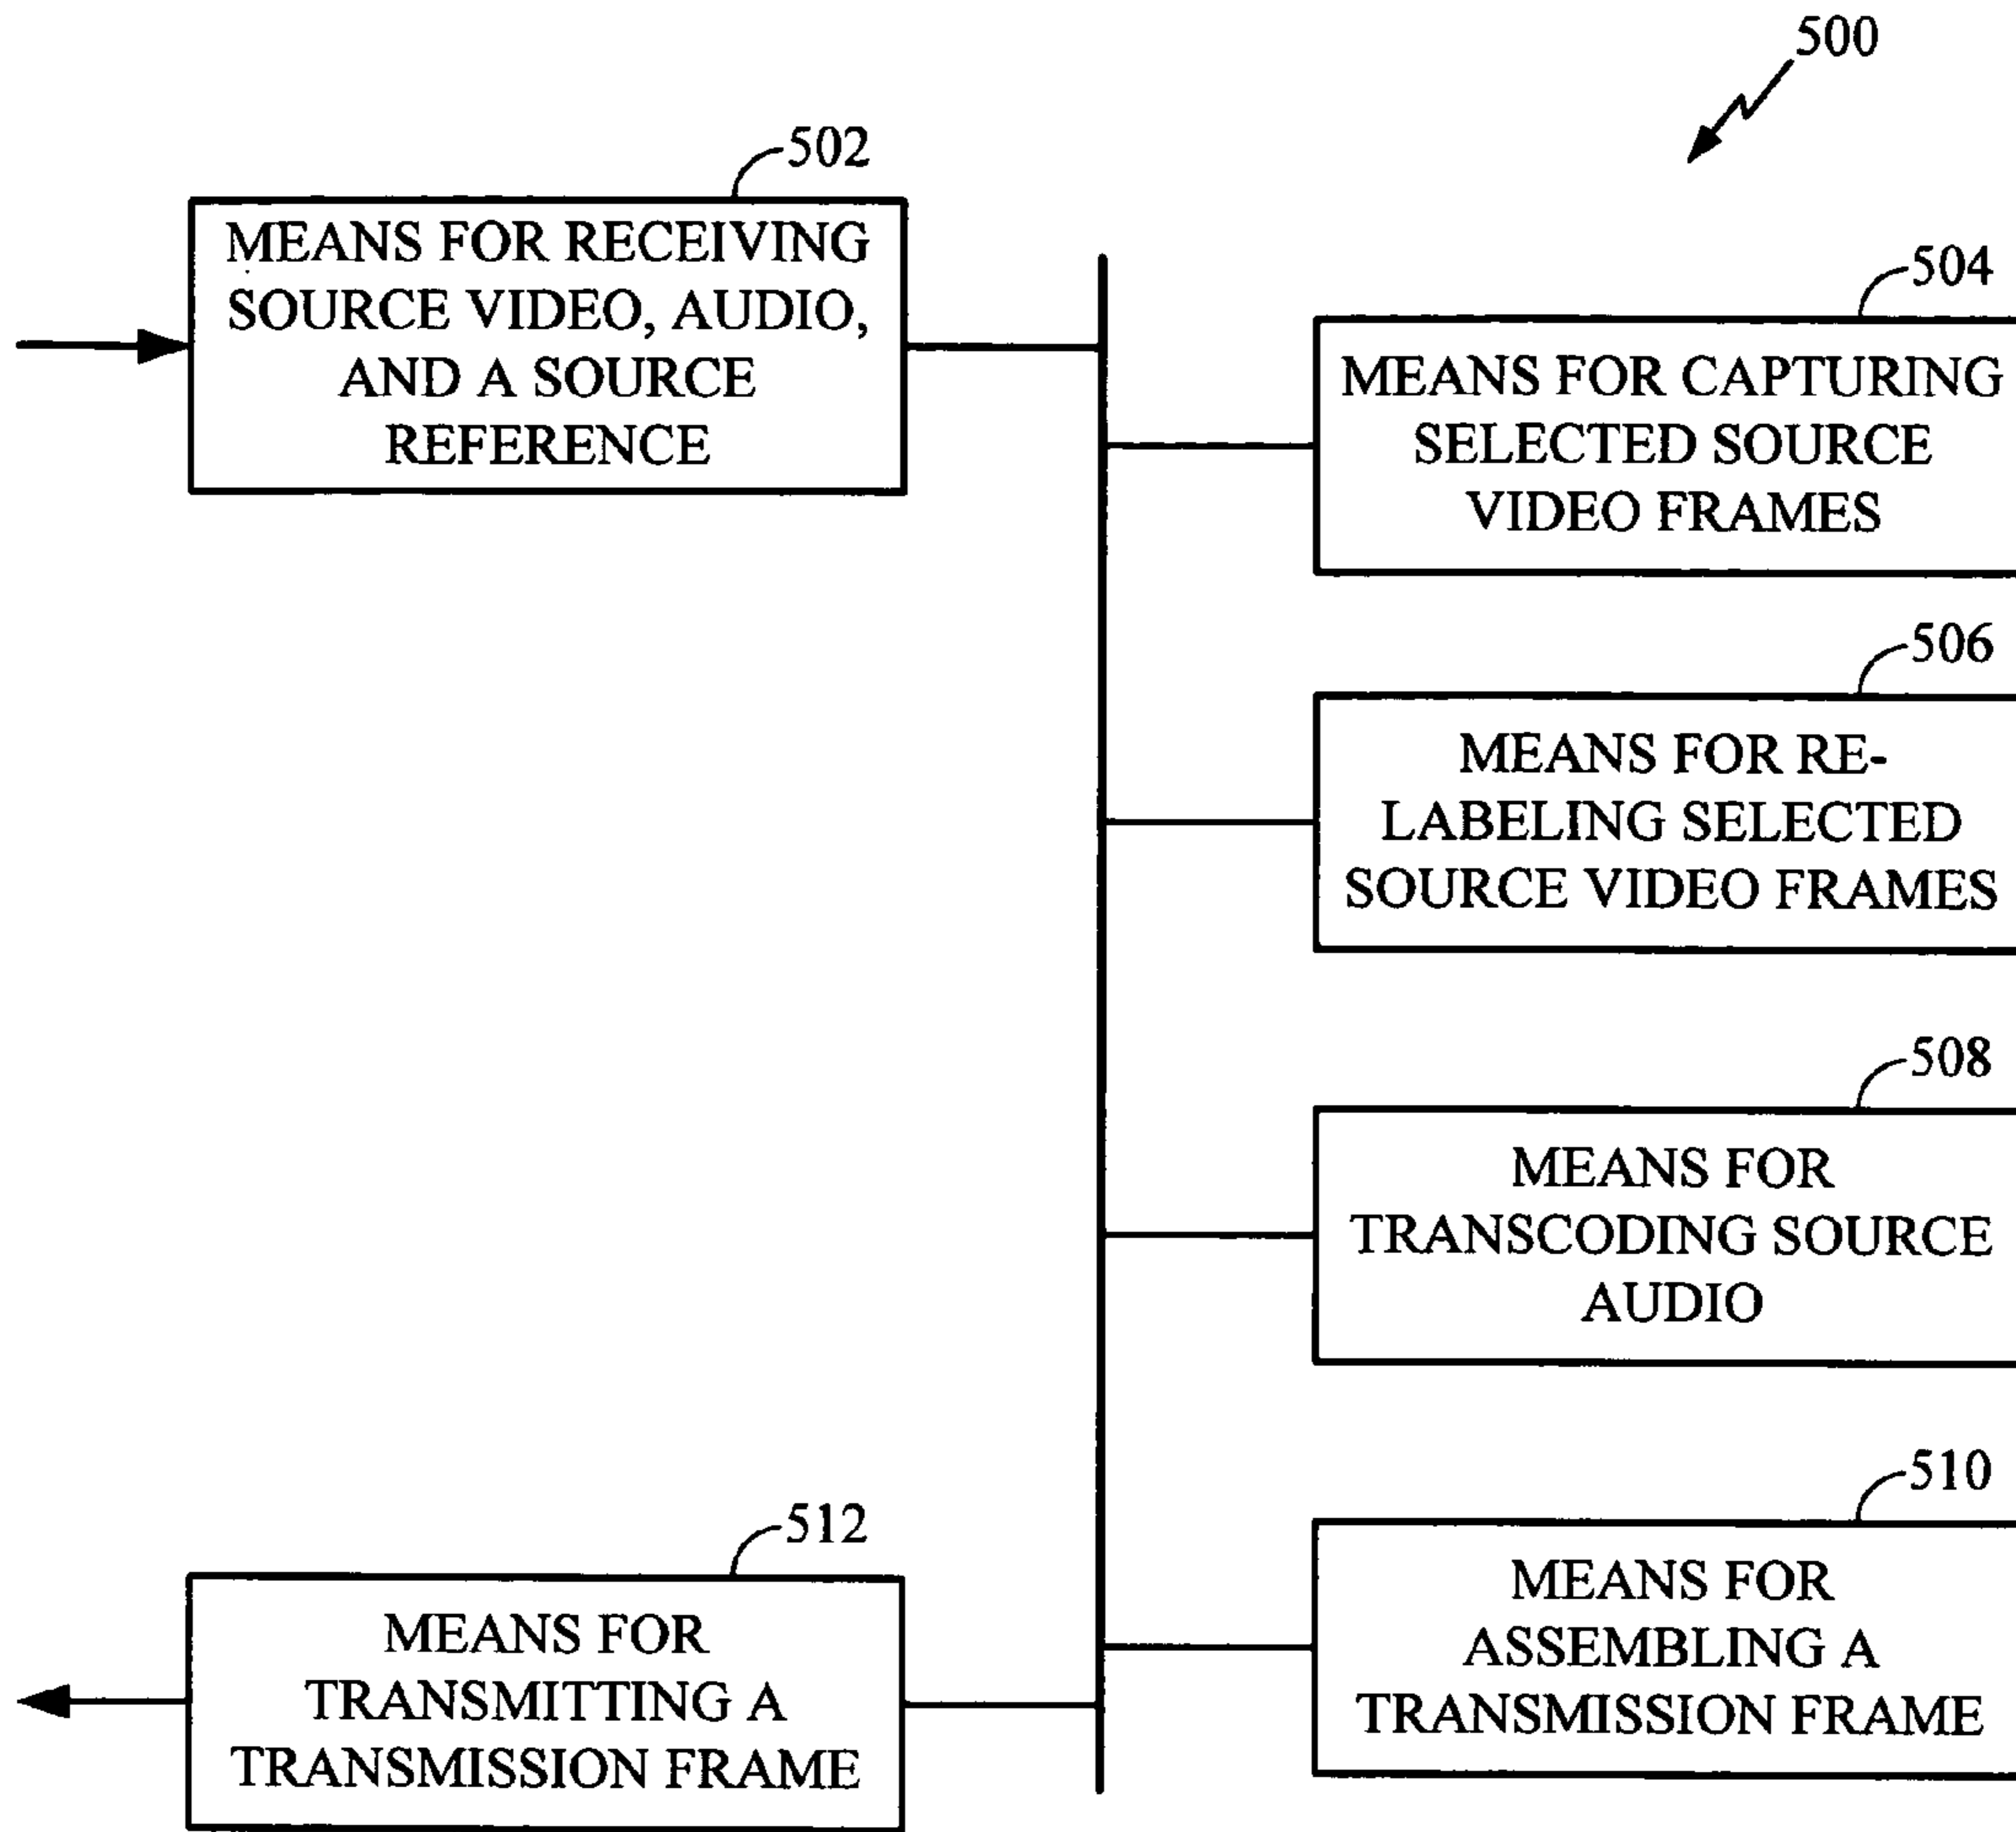 500
502
MEANS FOR RECEIVING
SOURCE VIDEO, AUDIO,
AND A SOURCE
REFERENCE
504
MEANS FOR CAPTURING
SELECTED SOURCE
VIDEO FRAMES
506
MEANS FOR RE-
LABELING SELECTED
SOURCE VIDEO FRAMES
508
MEANS FOR
TRANSCODING SOURCE
AUDIO
510
MEANS FOR
ASSEMBLING A
TRANSMISSION FRAME
512
MEANS FOR
TRANSMITTING A
TRANSMISSION FRAME